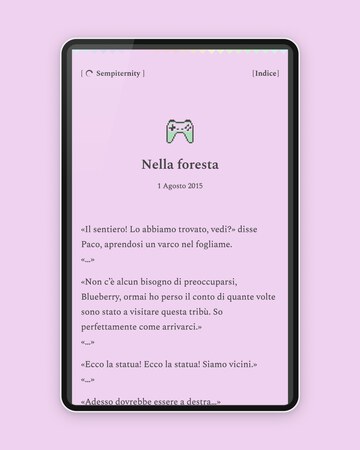 [ Sempiternity ]
[Indice]
Nella foresta
1 Agosto 2015
«Il sentiero! Lo abbiamo trovato, vedi?» disse
Paco, aprendosi un varco nel fogliame.
«…»
«Non c’è alcun bisogno di preoccuparsi,
Blueberry, ormai ho perso il conto di quante volte
sono stato a visitare questa tribù. So
perfettamente come arrivarci.»
«…»
«Ecco la statua! Ecco la statua! Siamo vicini.»
«…»
«Adesso dovrebbe essere a destra…»